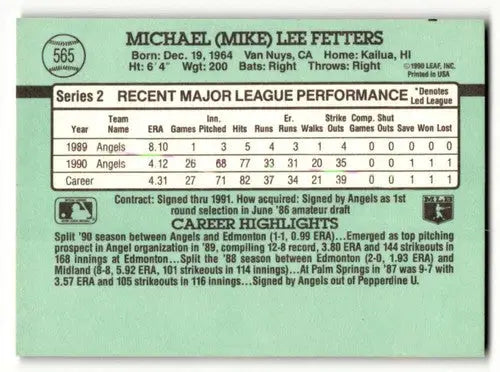 565
MICHAEL (MIKE) LEE FETTERS
Born: Dec. 19, 1964 Van Nuys, CA Home: Kailua, HI
Ht: 6'4" Wgt: 200 Bats: Right Throws: Right
©1990 LEAF, INC.
Printed in USA
Series 2 RECENT MAJOR LEAGUE PERFORMANCE *Denotes Led League
Year Team Name ERA Games Inn. Pitched Hits Runs Er. Runs Walks Strike Outs Comp. Games Shut Outs Save Won Lost
1989 Angels 8.10 1 3 5 4 3 1 4 0 0 0 0 0
1990 Angels 4.12 26 68 77 33 31 20 35 0 0 1 1 1
Career 4.31 27 71 82 37 34 21 39 0 0 1 1 1
Contract: Signed thru 1991. How acquired: Signed by Angels as 1st
round selection in June '86 amateur draft
MLB
CAREER HIGHLIGHTS
Split '90 season between Angels and Edmonton (1-1, 0.99 ERA)...Emerged as top pitching
prospect in Angel organization in '89, compiling 12-8 record, 3.80 ERA and 144 strikeouts in
168 innings at Edmonton...Split the '88 season between Edmonton (2-0, 1.93 ERA) and
Midland (8-8, 5.92 ERA, 101 strikeouts in 114 innings)...At Palm Springs in '87 was 9-7 with
3.57 ERA and 105 strikeouts in 116 innings...Signed by Angels out of Pepperdine U.